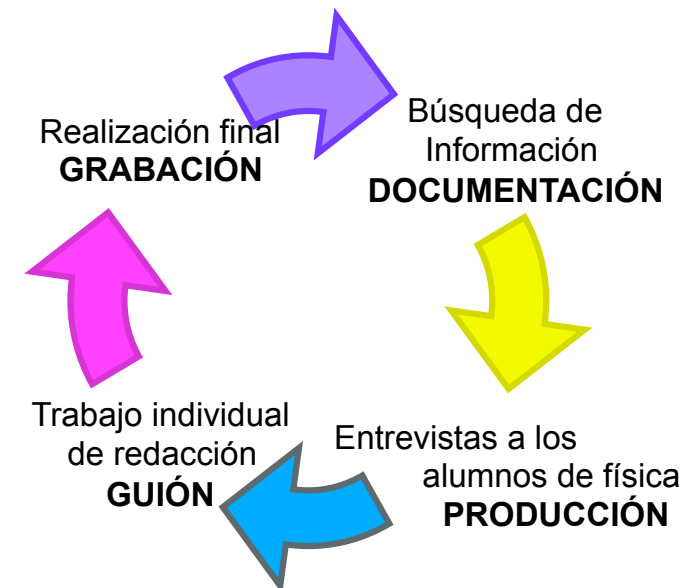 Realización final
GRABACIÓN
Búsqueda de
Información
DOCUMENTACIÓN
Trabajo individual
de redacción
GUIÓN
Entrevistas a los
alumnos de física
PRODUCCIÓN